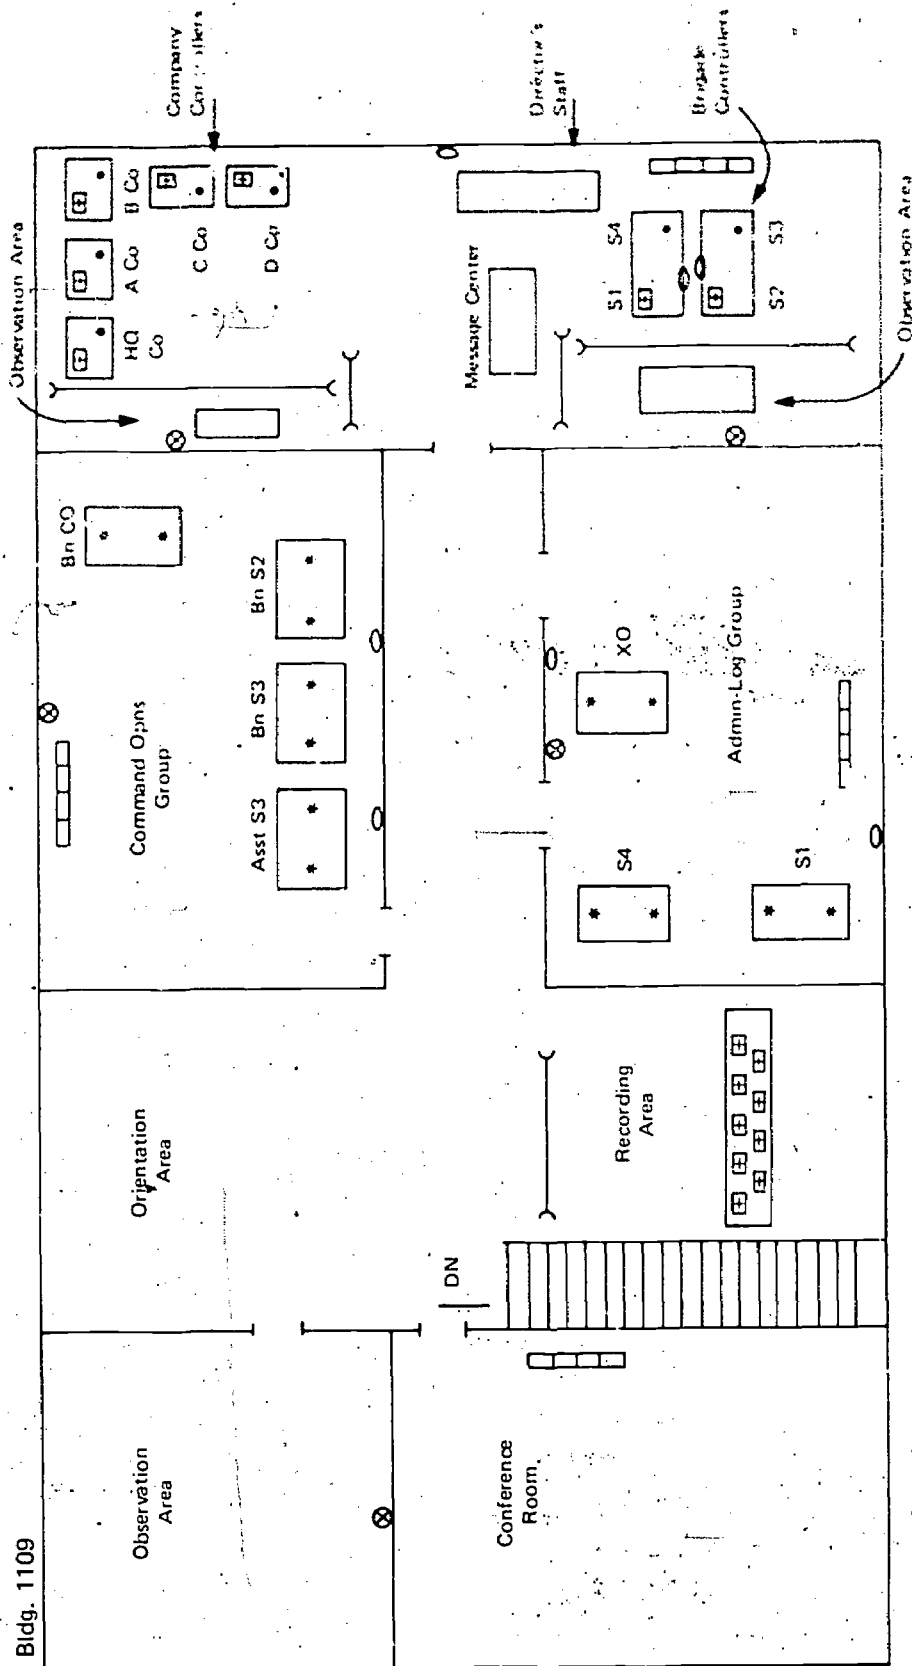 Bldg. 1109
Observation
Area
Conference
Room
Orientation
Area
DN
Recording
Area
Command Opns
Group
Asst S3
Bn S3
Bn S2
Bn CO
S4
S1
XO
Admin-Log Group
Observation Area
HQ
Co
A Co
B Co
C Co
D Co
Company
Controllers
Message Center
Director's
Staff
S1
S4
S2
S3
Brigade
Controllers
Observation Area